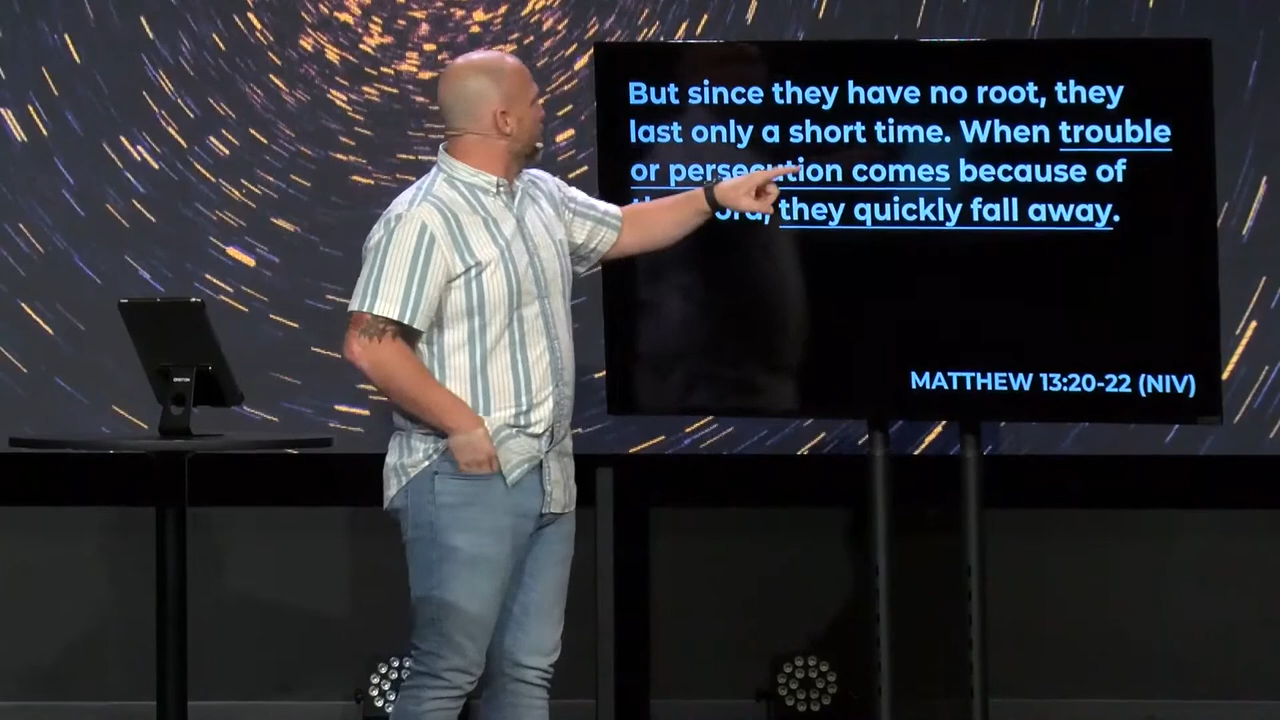 But since they have no root, they
last only a short time. When trouble
or persecution comes because of
they quickly fall away.
MATTHEW 13:20-22 (NIV)